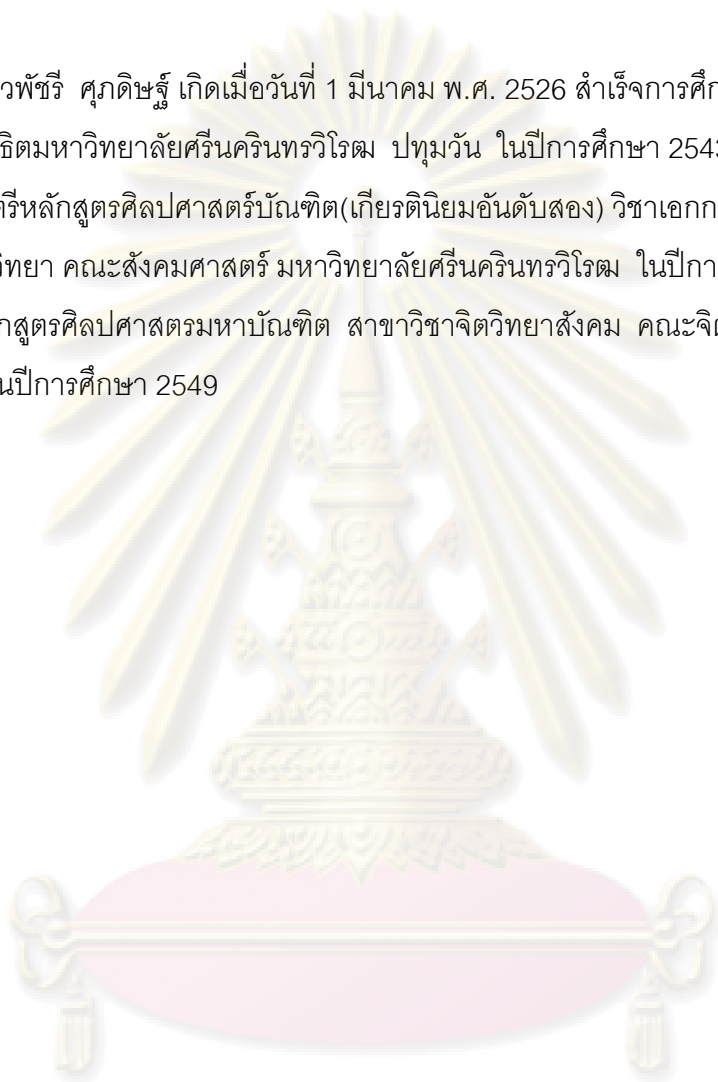 วพัชรี ศุภดิษฐ์ เกิดเมื่อวันที่ 1 มีนาคม พ.ศ. 2526 สำเร็จการศึก
ธิตมหาวิทยาลัยศรีนครินทรวิโรฒ ปทุมวัน ในปีการศึกษา 2543
ตรีหลักสูตรศิลปศาสตร์บัณฑิต(เกียรตินิยมอันดับสอง) วิชาเอกก
วิทยา คณะสังคมศาสตร์ มหาวิทยาลัยศรีนครินทรวิโรฒ ในปีกา
กสูตรศิลปศาสตรมหาบัณฑิต สาขาวิชาจิตวิทยาสังคม คณะจิต
นปีการศึกษา 2549